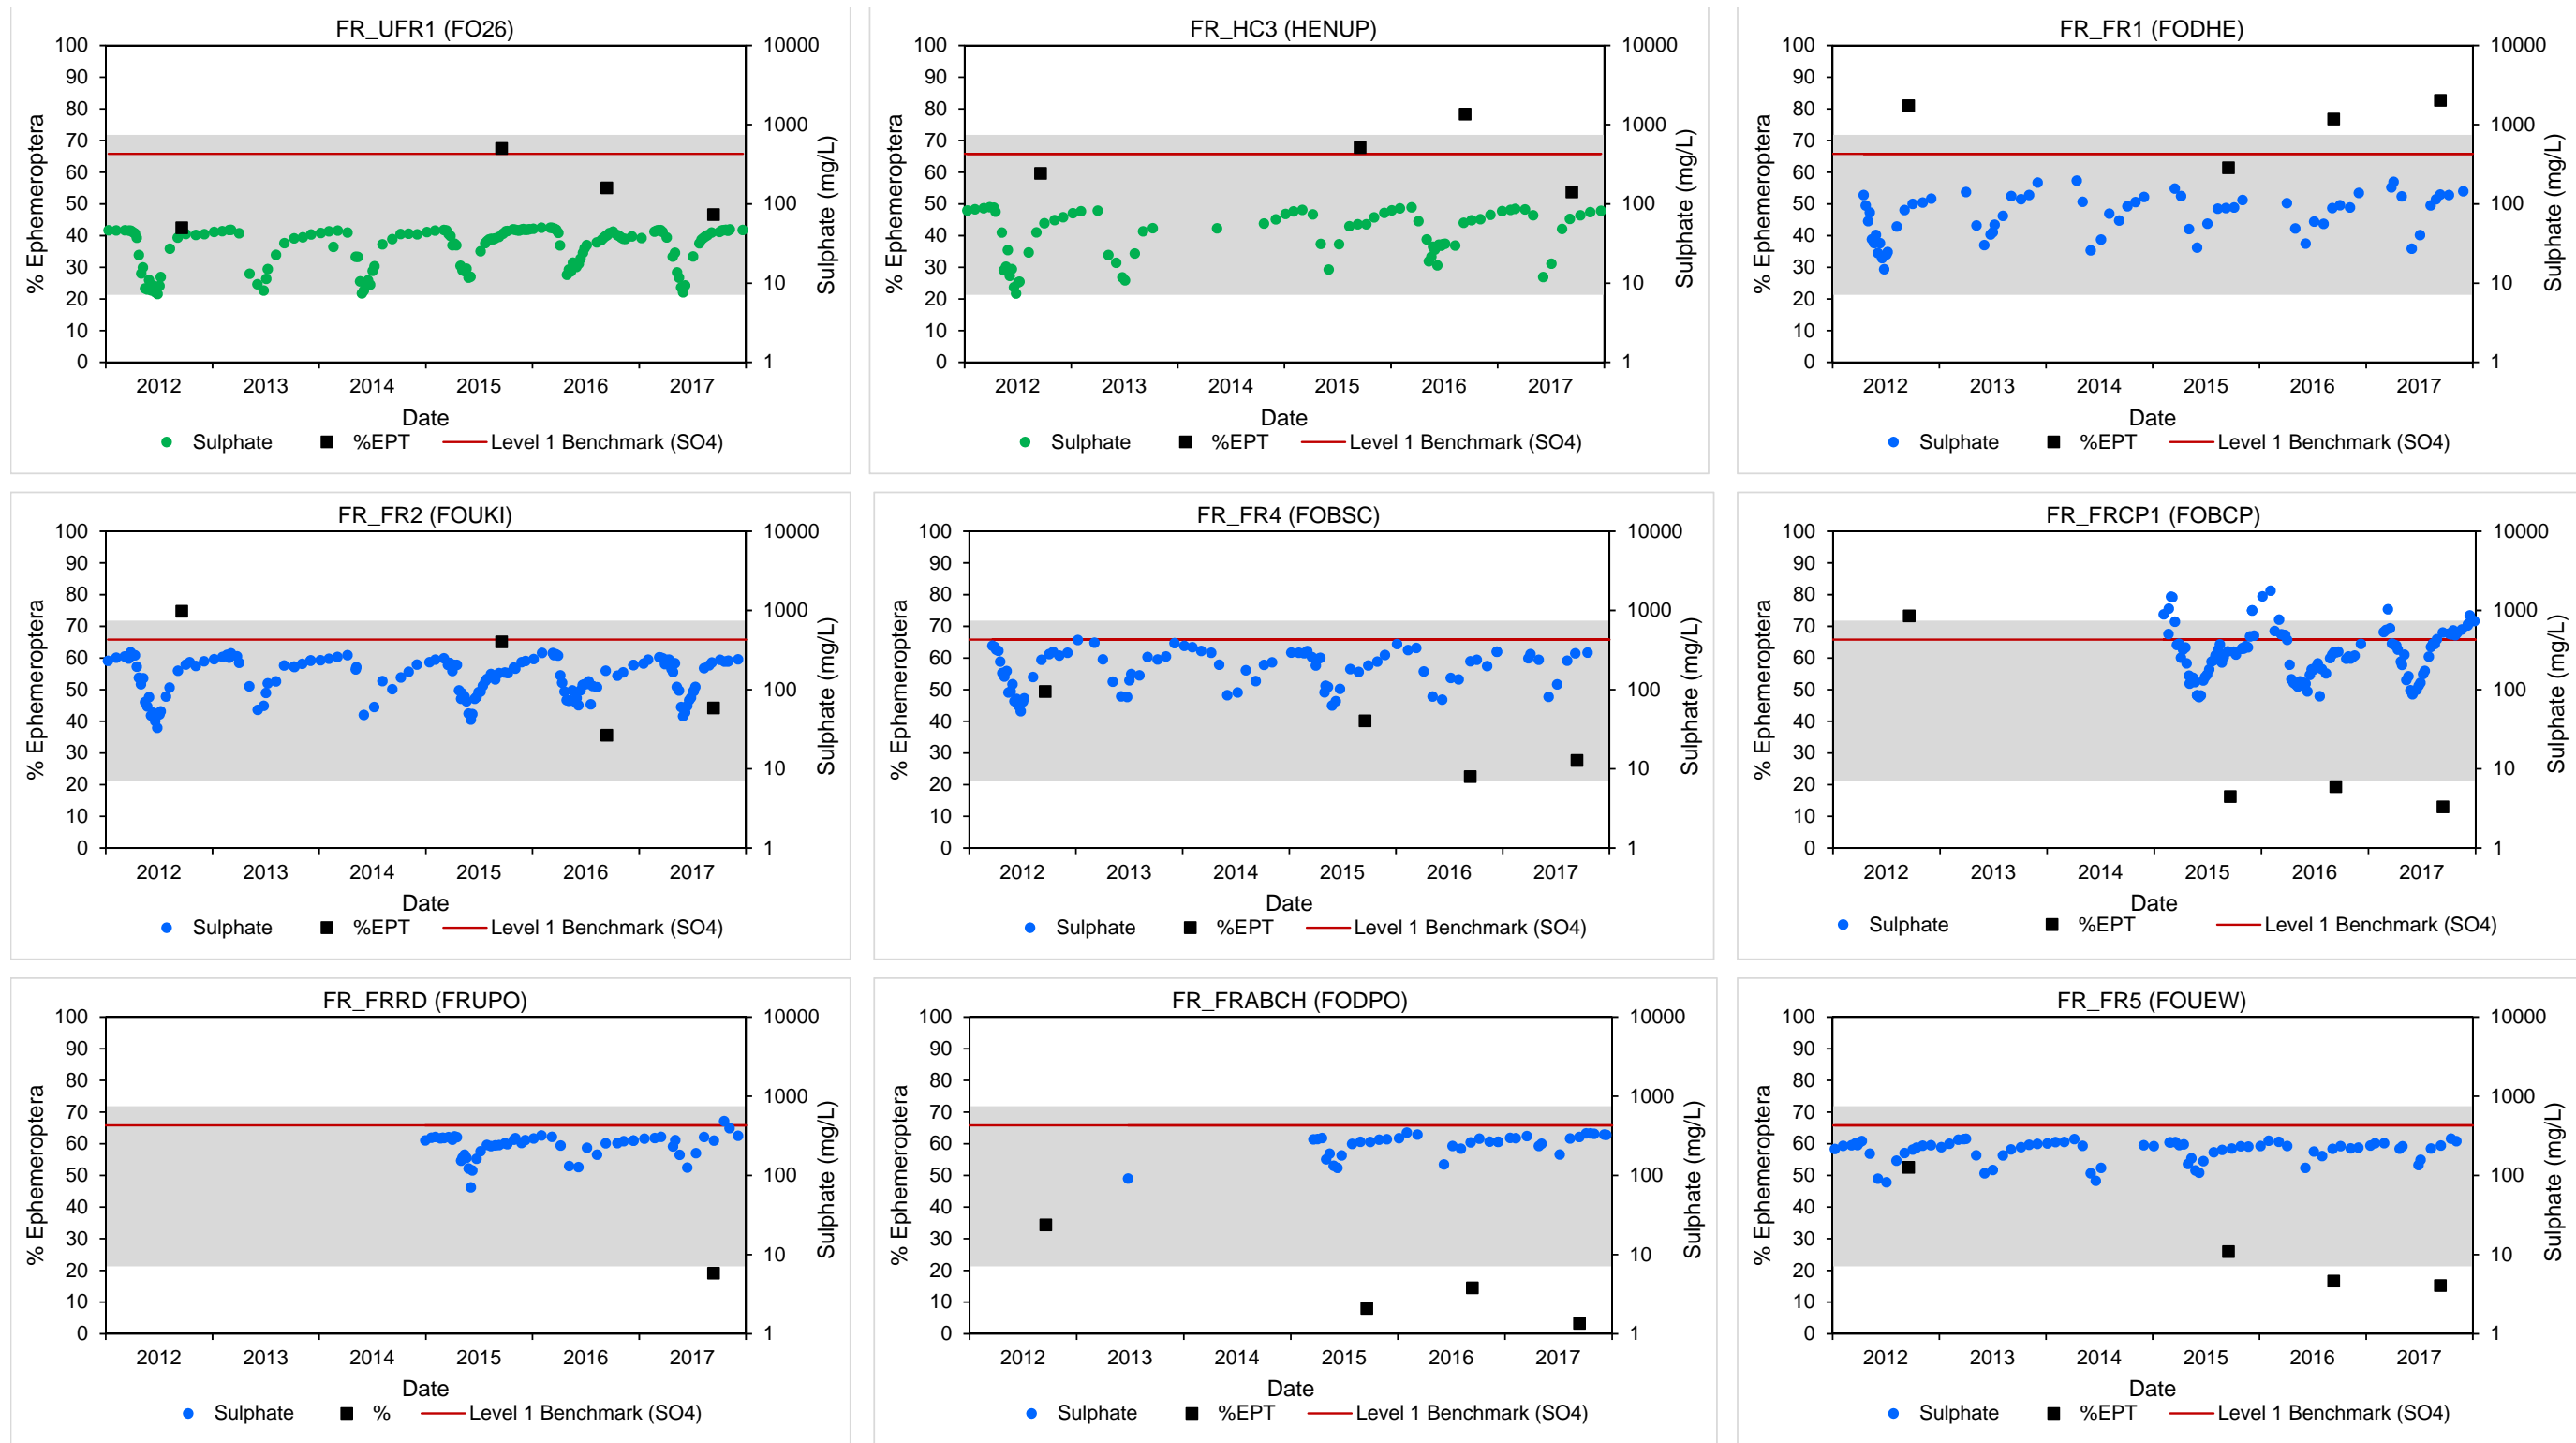 FR_UFR1 (FO26)
100
90
80
70
60
50
40
30
20
10
0
% Ephemeroptera
10000
1000
100
10
1
Sulphate (mg/L)
2012 2013 2014 2015 2016 2017
Date
Sulphate %EPT Level 1 Benchmark (SO4)
FR_HC3 (HENUP)
100
90
80
70
60
50
40
30
20
10
0
% Ephemeroptera
10000
1000
100
10
1
Sulphate (mg/L)
2012 2013 2014 2015 2016 2017
Date
Sulphate %EPT Level 1 Benchmark (SO4)
FR_FR1 (FODHE)
100
90
80
70
60
50
40
30
20
10
0
% Ephemeroptera
10000
1000
100
10
1
Sulphate (mg/L)
2012 2013 2014 2015 2016 2017
Date
Sulphate %EPT Level 1 Benchmark (SO4)
FR_FR2 (FOUKI)
100
90
80
70
60
50
40
30
20
10
0
% Ephemeroptera
10000
1000
100
10
1
Sulphate (mg/L)
2012 2013 2014 2015 2016 2017
Date
Sulphate %EPT Level 1 Benchmark (SO4)
FR_FR4 (FOBSC)
100
90
80
70
60
50
40
30
20
10
0
% Ephemeroptera
10000
1000
100
10
1
Sulphate (mg/L)
2012 2013 2014 2015 2016 2017
Date
Sulphate %EPT Level 1 Benchmark (SO4)
FR_FRCP1 (FOBCP)
100
90
80
70
60
50
40
30
20
10
0
% Ephemeroptera
10000
1000
100
10
1
Sulphate (mg/L)
2012 2013 2014 2015 2016 2017
Date
Sulphate %EPT Level 1 Benchmark (SO4)
FR_FRRD (FRUPO)
100
90
80
70
60
50
40
30
20
10
0
% Ephemeroptera
10000
1000
100
10
1
Sulphate (mg/L)
2012 2013 2014 2015 2016 2017
Date
Sulphate % Level 1 Benchmark (SO4)
FR_FRABCH (FODPO)
100
90
80
70
60
50
40
30
20
10
0
% Ephemeroptera
10000
1000
100
10
1
Sulphate (mg/L)
2012 2013 2014 2015 2016 2017
Date
Sulphate %EPT Level 1 Benchmark (SO4)
FR_FR5 (FOUEW)
100
90
80
70
60
50
40
30
20
10
0
% Ephemeroptera
10000
1000
100
10
1
Sulphate (mg/L)
2012 2013 2014 2015 2016 2017
Date
Sulphate %EPT Level 1 Benchmark (SO4)